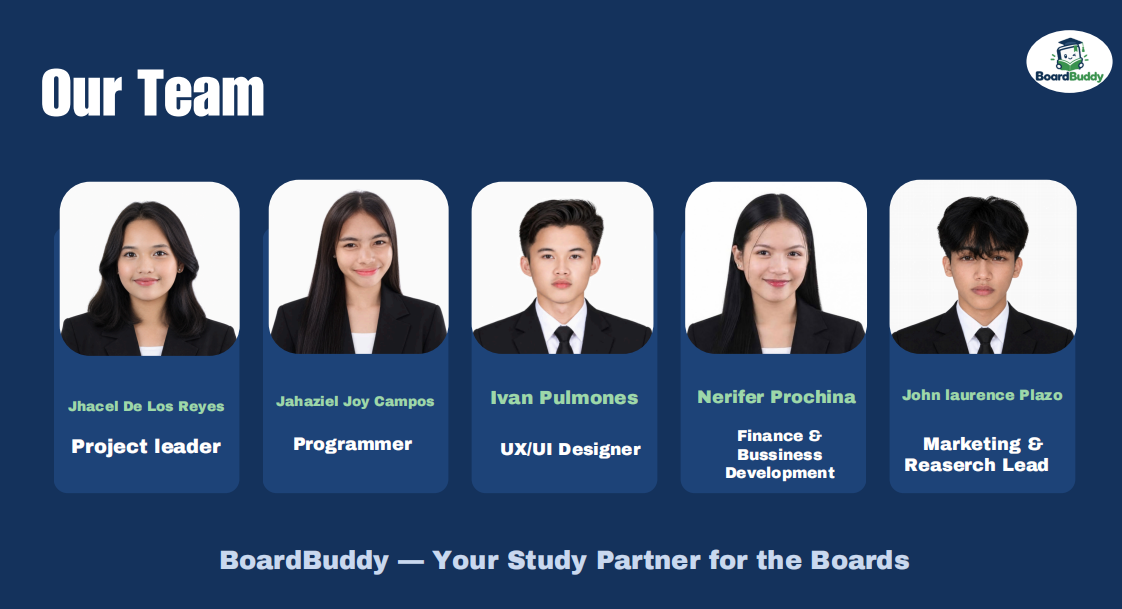 BoardBuddy
Our Team
Jhacel De Los Reyes
Project leader
Jahaziel Joy Campos
Programmer
Ivan Pulmones
UX/UI Designer
Nerifer Prochina
Finance &
Bussiness
Development
John laurence Plazo
Marketing &
Reaserch Lead
BoardBuddy — Your Study Partner for the Boards